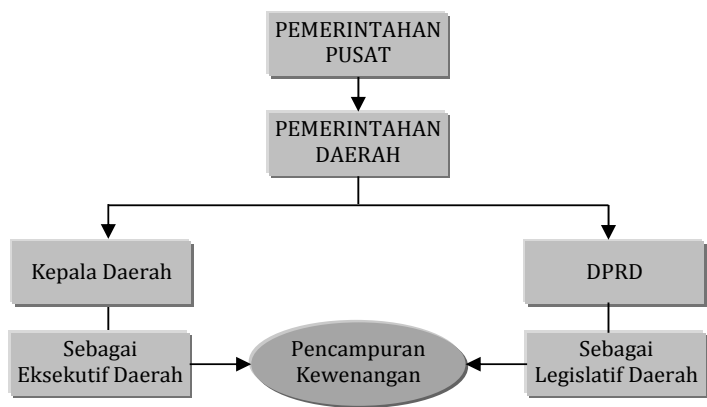 PEMERINTAHAN
PUSAT
PEMERINTAHAN
DAERAH
Kepala Daerah
DPRD
Sebagai
Eksekutif Daerah
Pencampuran
Kewenangan
Sebagai
Legislatif Daerah